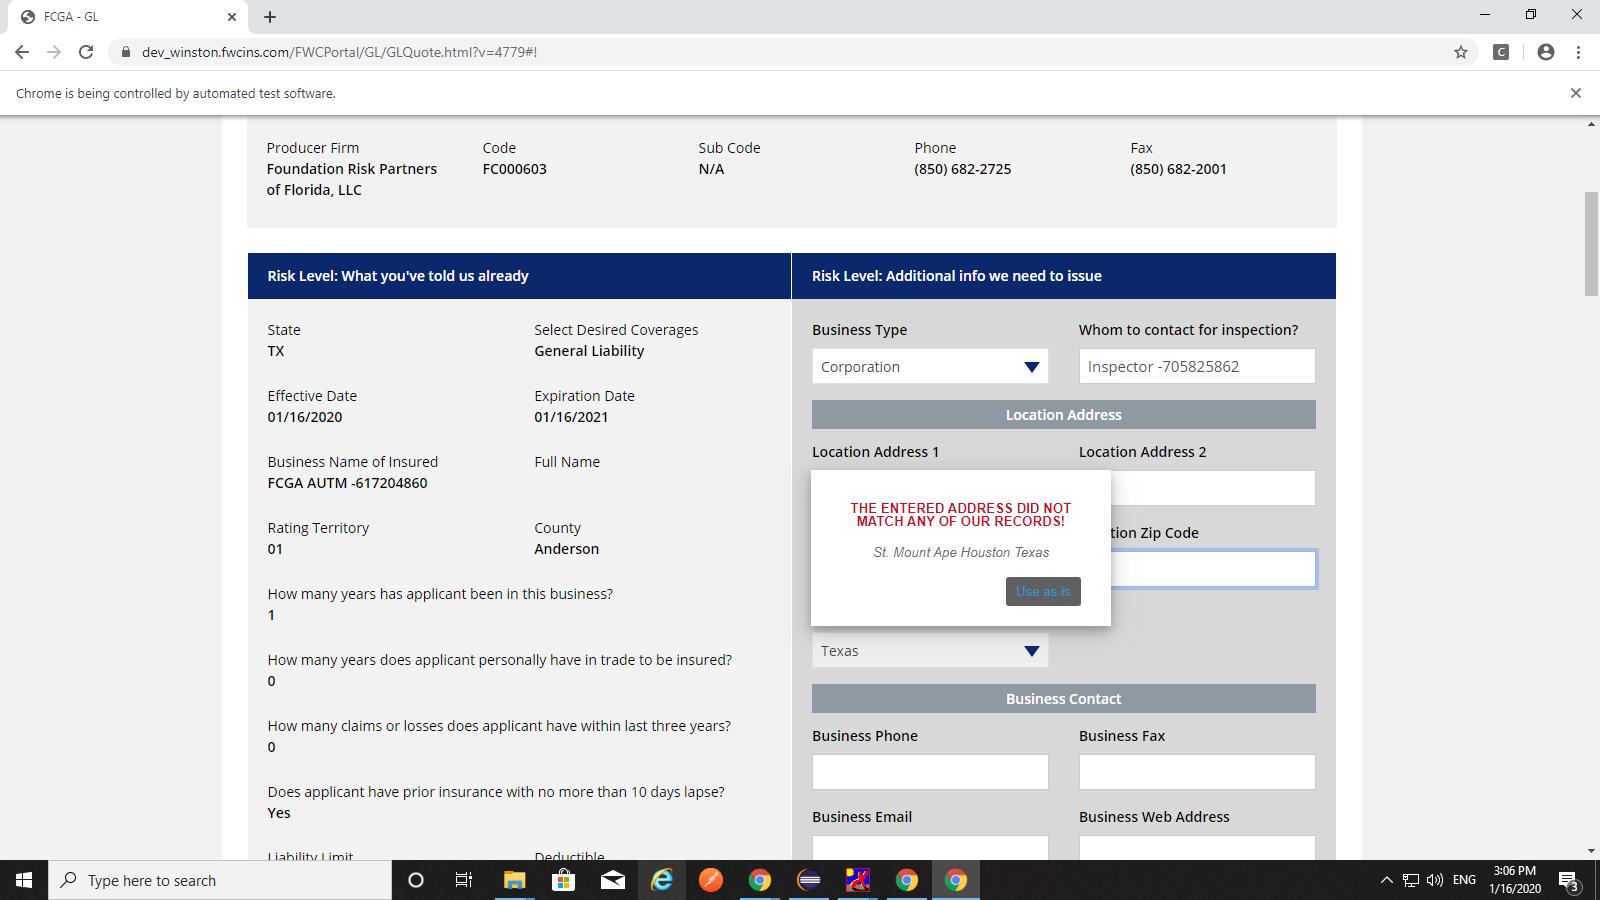 FCGA - GL
dev_winston.fwcins.com/FWCPortal/GL/GLQuote.html?v=4779#!
C
Chrome is being controlled by automated test software.
Producer Firm
Foundation Risk Partners
of Florida, LLC
Code
FC000603
Sub Code
N/A
Phone
(850) 682-2725
Fax
(850) 682-2001
Risk Level: What you've told us already
State
TX
Select Desired Coverages
General Liability
Effective Date
01/16/2020
Expiration Date
01/16/2021
Business Name of Insured
FCGA AUTM -617204860
Full Name
Rating Territory
01
County
Anderson
How many years has applicant been in this business?
1
How many years does applicant personally have in trade to be insured?
0
How many claims or losses does applicant have within last three years?
0
Does applicant have prior insurance with no more than 10 days lapse?
Yes
Liability Limit
Deductible
Risk Level: Additional info we need to issue
Business Type
Corporation
Whom to contact for inspection?
Inspector -705825862
Location Address
Location Address 1
Location Address 2
THE ENTERED ADDRESS DID NOT
MATCH ANY OF OUR RECORDS!
St. Mount Ape Houston Texas
Use as is
tion Zip Code
Texas
Business Contact
Business Phone
Business Fax
Business Email
Business Web Address
Type here to search
ENG
3:06 PM
1/16/2020
3